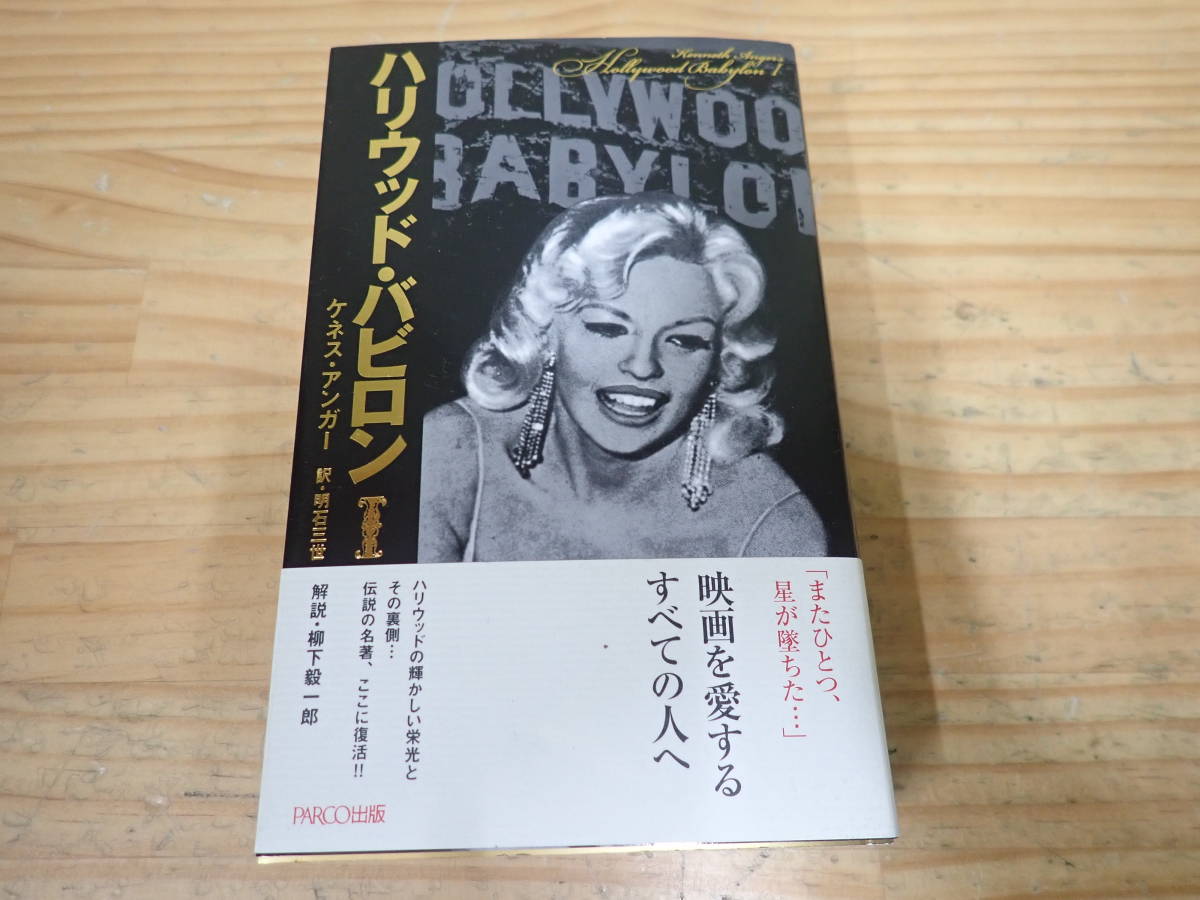 Kenneth Anger's
Hollywood Babylon I
OLLYWOO
BABYLON
ハリウッド・バビロン I
ケネス・アンガー 訳・明石三世
「またひとつ、
星が墜ちた…」
映画を愛する
すべての人へ
ハリウッドの輝かしい栄光と
その裏側…
伝説の名著、ここに復活!!
解説・柳下毅一郎
PARCO出版